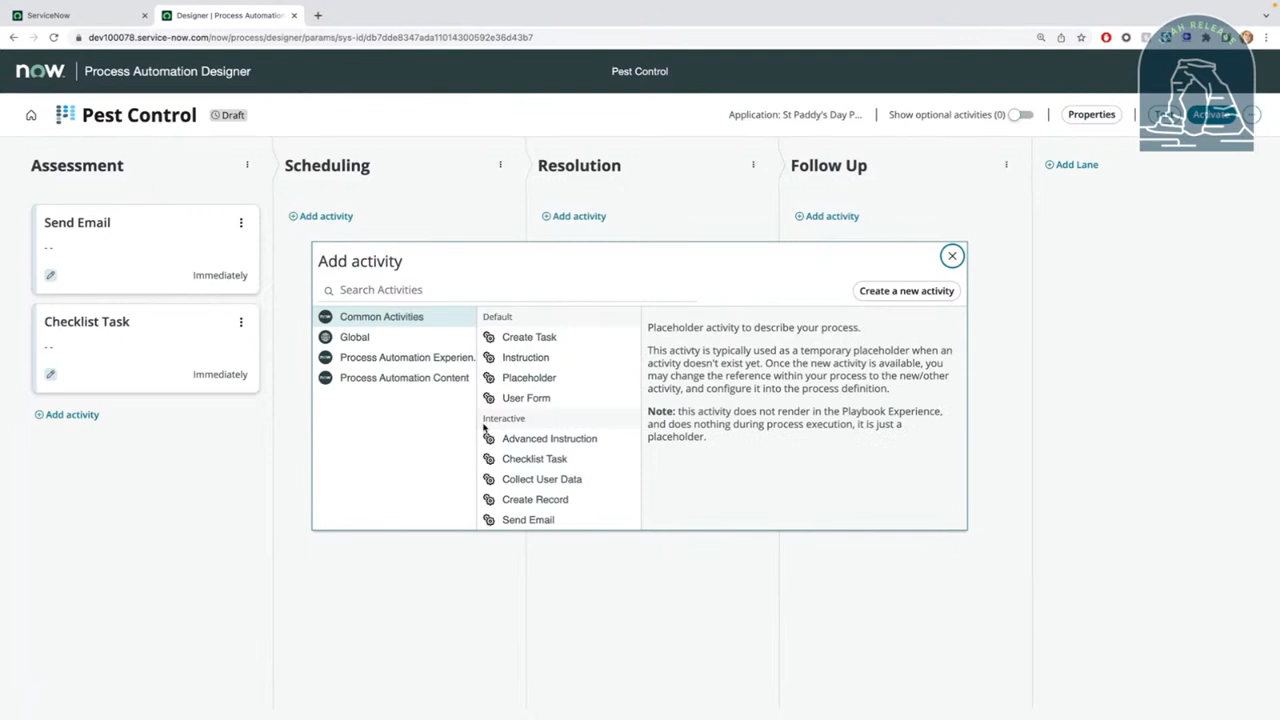 ServiceNow
Designer | Process Automation
dev100078.service-now.com/now/process/designer/params/sys-id/db7dde8347ada11014300592e36d43b7
now.
Process Automation Designer
Pest Control
RELEASE
Pest Control
Draft
Application: St Paddy's Day P...
Show optional activities (0)
Properties
Activate
Assessment
Scheduling
Resolution
Follow Up
Add Lane
Send Email
--
Immediately
Checklist Task
--
Immediately
Add activity
Add activity
Add activity
Add activity
Add activity
Search Activities
Create a new activity
Common Activities
Global
Process Automation Experien.
Process Automation Content
Default
Create Task
Instruction
Placeholder
User Form
Interactive
Advanced Instruction
Checklist Task
Collect User Data
Create Record
Send Email
Placeholder activity to describe your process.
This activty is typically used as a temporary placeholder when an
activity doesn't exist yet. Once the new activity is available, you
may change the reference within your process to the new/other
activity, and configure it into the process definition.
Note: this activity does not render in the Playbook Experience,
and does nothing during process execution, it is just a
placeholder.